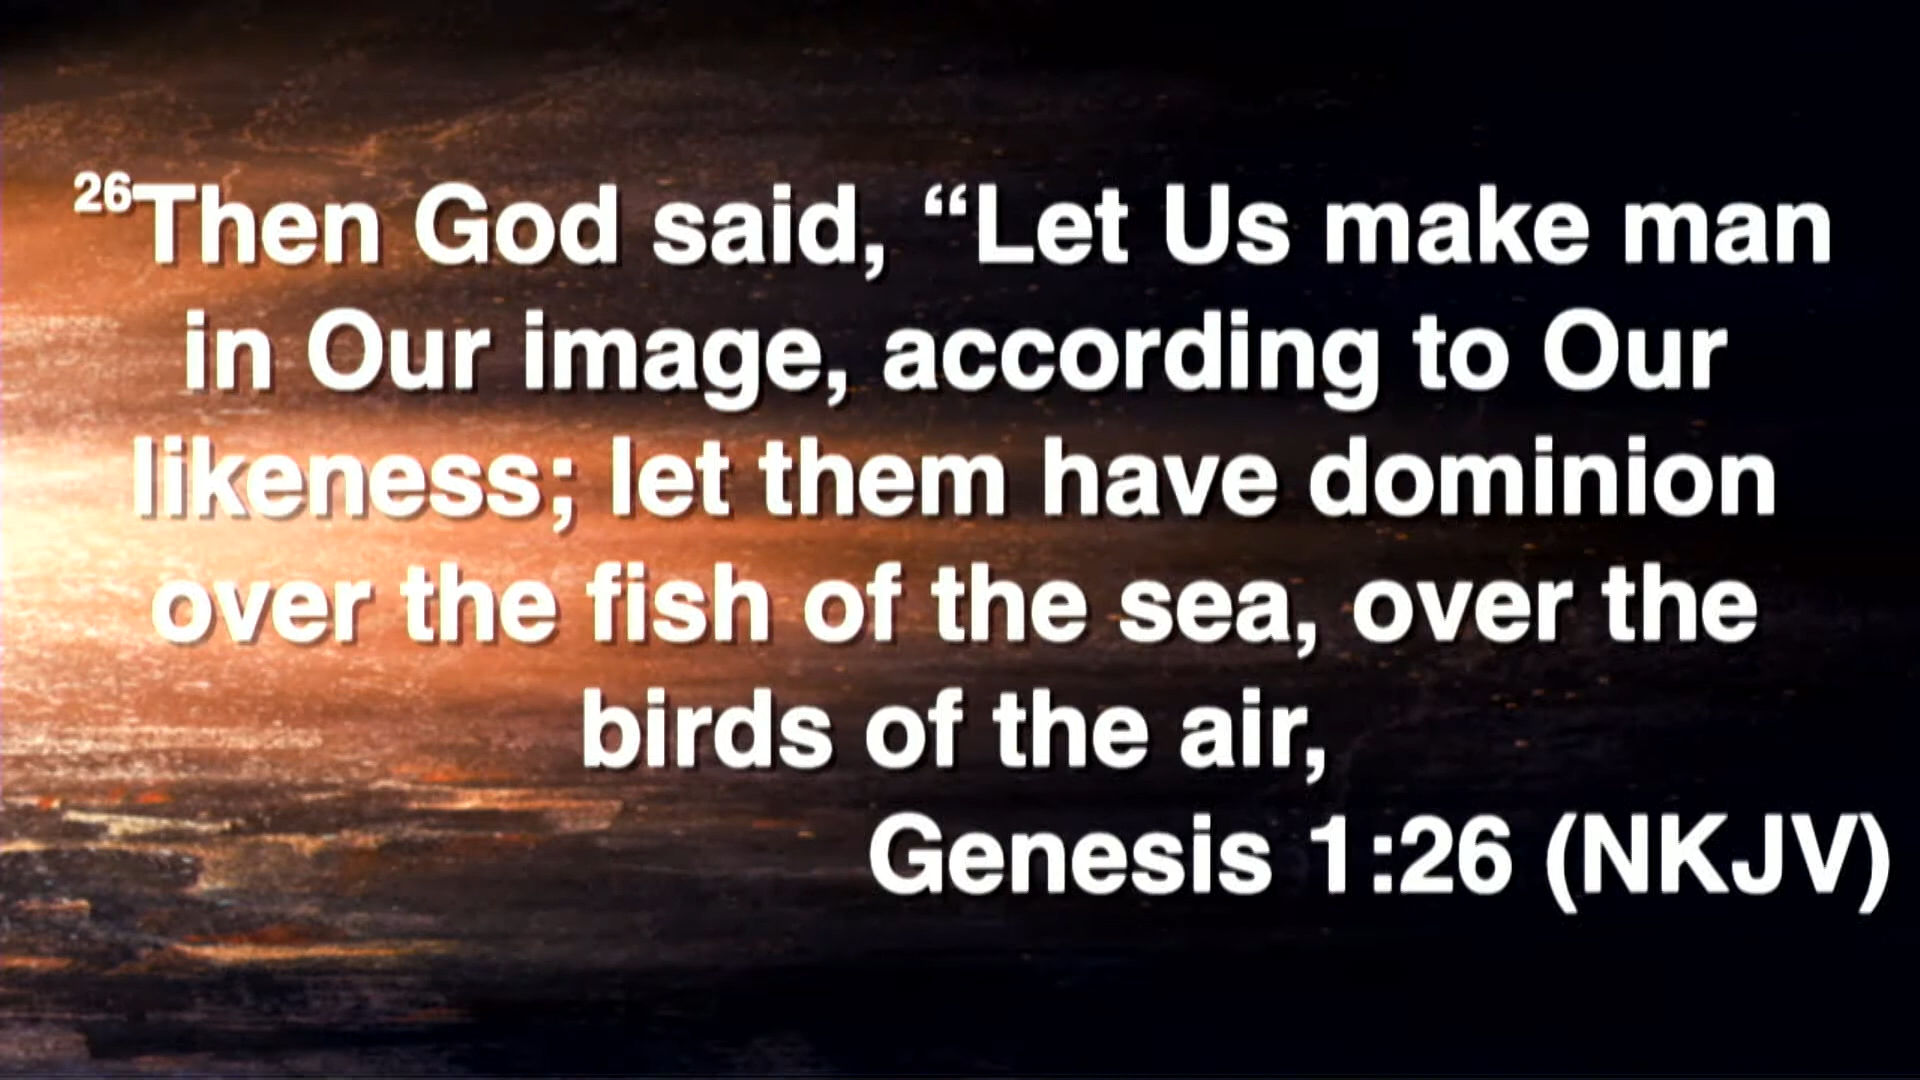 26Then God said, “Let Us make man
in Our image, according to Our
likeness; let them have dominion
over the fish of the sea, over the
birds of the air,
Genesis 1:26 (NKJV)